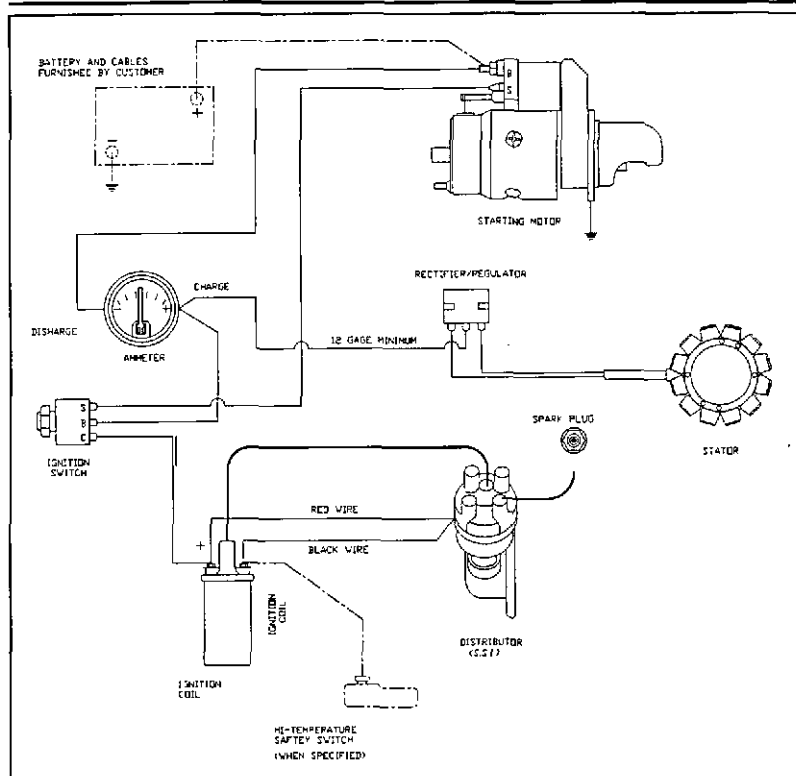 BATTERY AND CABLES
FURNISHED BY CUSTOMER
+
-
B
S
STARTING MOTOR
RECTIFIER/REGULATOR
CHARGE
DISHARGE
AMMETER
12 GAGE MINIMUM
SPARK PLUG
STATOR
S
B
C
IGNITION
SWITCH
RED WIRE
+
BLACK WIRE
IGNITION
COIL
IGNITION
COIL
DISTRIBUTOR
(S.S.I.)
HI-TEMPERATURE
SAFTEY SWITCH
(WHEN SPECIFIED)